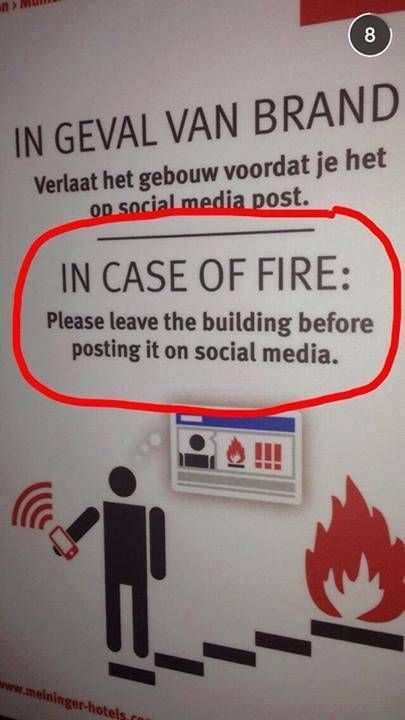 8
IN GEVAL VAN BRAND
Verlaat het gebouw voordat je het
op social media post.
IN CASE OF FIRE:
Please leave the building before
posting it on social media.
!!!
www.meininger-hotels.